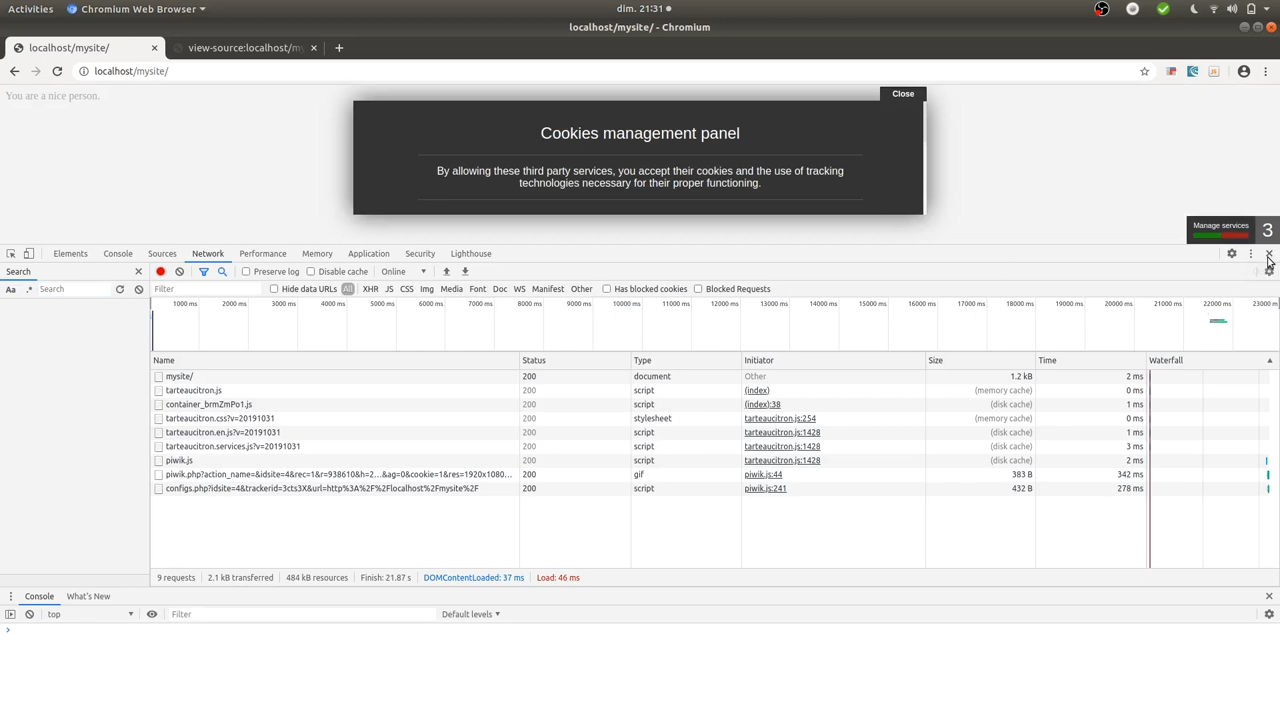 Activities Chromium Web Browser dim. 21:31
localhost/mysite/ - Chromium
localhost/mysite/ view-source:localhost/my
localhost/mysite/
You are a nice person.
Close
Cookies management panel
By allowing these third party services, you accept their cookies and the use of tracking
technologies necessary for their proper functioning.
Manage services 3
Elements Console Sources Network Performance Memory Application Security Lighthouse
Search Preserve log Disable cache Online
Aa .* Search Filter Hide data URLs All XHR JS CSS Img Media Font Doc WS Manifest Other Has blocked cookies Blocked Requests
1000 ms 2000 ms 3000 ms 4000 ms 5000 ms 6000 ms 7000 ms 8000 ms 9000 ms 10000 ms 11000 ms 12000 ms 13000 ms 14000 ms 15000 ms 16000 ms 17000 ms 18000 ms 19000 ms 20000 ms 21000 ms 22000 ms 23000 m
Name Status Type Initiator Size Time Waterfall
mysite/ 200 document Other 1.2 kB 2 ms
tarteaucitron.js 200 script (index) (memory cache) 0 ms
container_brmZmPo1.js 200 script (index):38 (disk cache) 1 ms
tarteaucitron.css?v=20191031 200 stylesheet tarteaucitron.js:254 (memory cache) 0 ms
tarteaucitron.en.js?v=20191031 200 script tarteaucitron.js:1428 (disk cache) 1 ms
tarteaucitron.services.js?v=20191031 200 script tarteaucitron.js:1428 (disk cache) 3 ms
piwik.js 200 script tarteaucitron.js:1428 (disk cache) 2 ms
piwik.php?action_name=&idsite=4&rec=1&r=938610&h=2...&ag=0&cookie=1&res=1920x1080... 200 gif piwik.js:44 383 B 342 ms
configs.php?idsite=4&trackerid=3cts3X&url=http%3A%2F%2Flocalhost%2Fmysite%2F 200 script piwik.js:241 432 B 278 ms
9 requests 2.1 kB transferred 484 kB resources Finish: 21.87 s DOMContentLoaded: 37 ms Load: 46 ms
Console What's New
top Filter Default levels